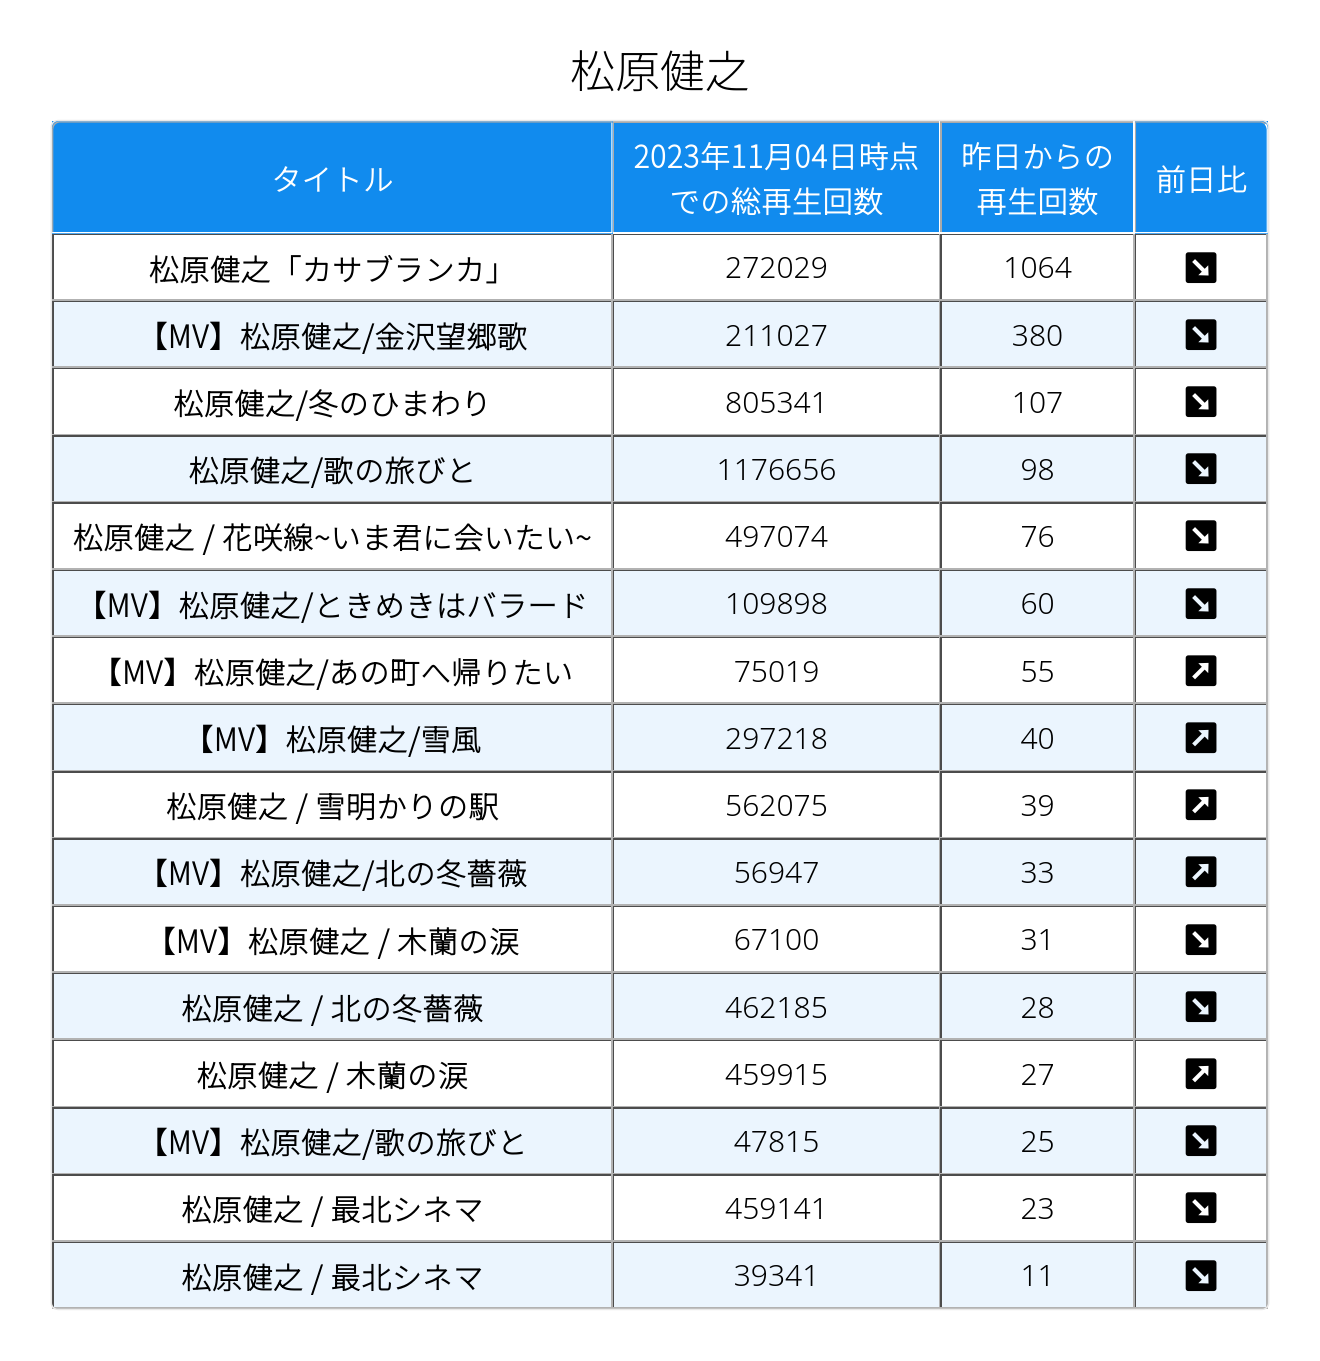 松原健之
タイトル
2023年11月04日時点
での総再生回数
昨日からの
再生回数
前日比
松原健之「カサブランカ」 272029 1064 ↘
【MV】松原健之/金沢望郷歌 211027 380 ↘
松原健之/冬のひまわり 805341 107 ↘
松原健之/歌の旅びと 1176656 98 ↘
松原健之 / 花咲線~いま君に会いたい~ 497074 76 ↘
【MV】松原健之/ときめきはバラード 109898 60 ↘
【MV】松原健之/あの町へ帰りたい 75019 55 ↗
【MV】松原健之/雪風 297218 40 ↗
松原健之 / 雪明かりの駅 562075 39 ↗
【MV】松原健之/北の冬薔薇 56947 33 ↗
【MV】松原健之 / 木蘭の涙 67100 31 ↘
松原健之 / 北の冬薔薇 462185 28 ↘
松原健之 / 木蘭の涙 459915 27 ↗
【MV】松原健之/歌の旅びと 47815 25 ↘
松原健之 / 最北シネマ 459141 23 ↘
松原健之 / 最北シネマ 39341 11 ↘